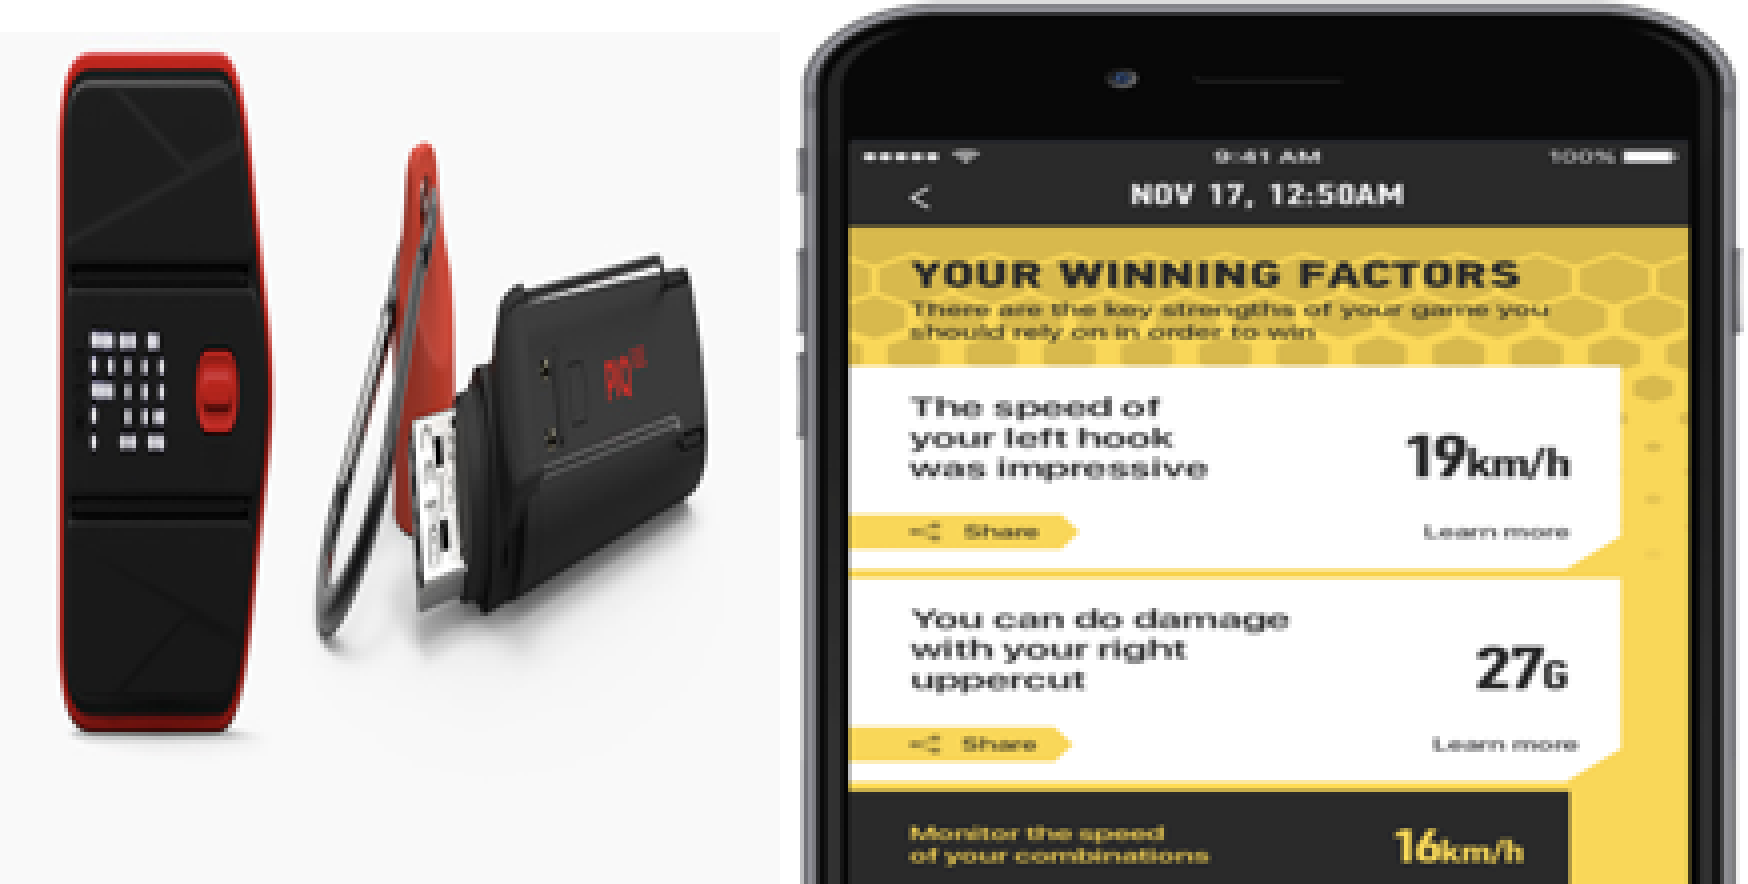 PIQ
9:41 AM
100%
<
NOV 17, 12:50AM
YOUR WINNING FACTORS
There are the key strengths of your game you
should rely on in order to win
The speed of
your left hook
was impressive
19km/h
Share
Learn more
You can do damage
with your right
uppercut
27G
Share
Learn more
Monitor the speed
of your combinations
16km/h